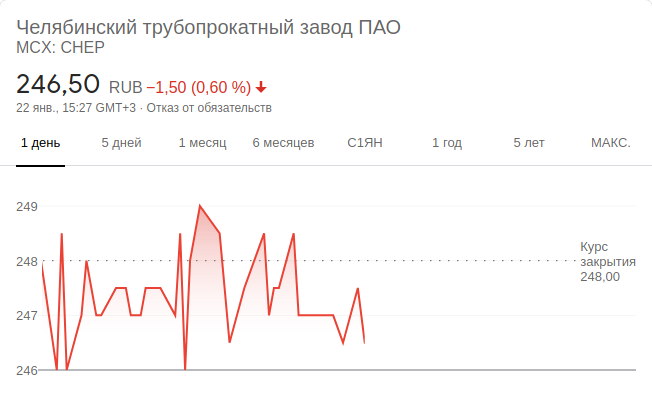 Челябинский трубопрокатный завод ПАО
MCX: CHEP
246,50 RUB −1,50 (0,60 %)
22 янв., 15:27 GMT+3 · Отказ от обязательств
1 день 5 дней 1 месяц 6 месяцев С1ЯН 1 год 5 лет МАКС.
249
248
247
246
Курс
закрытия
248,00